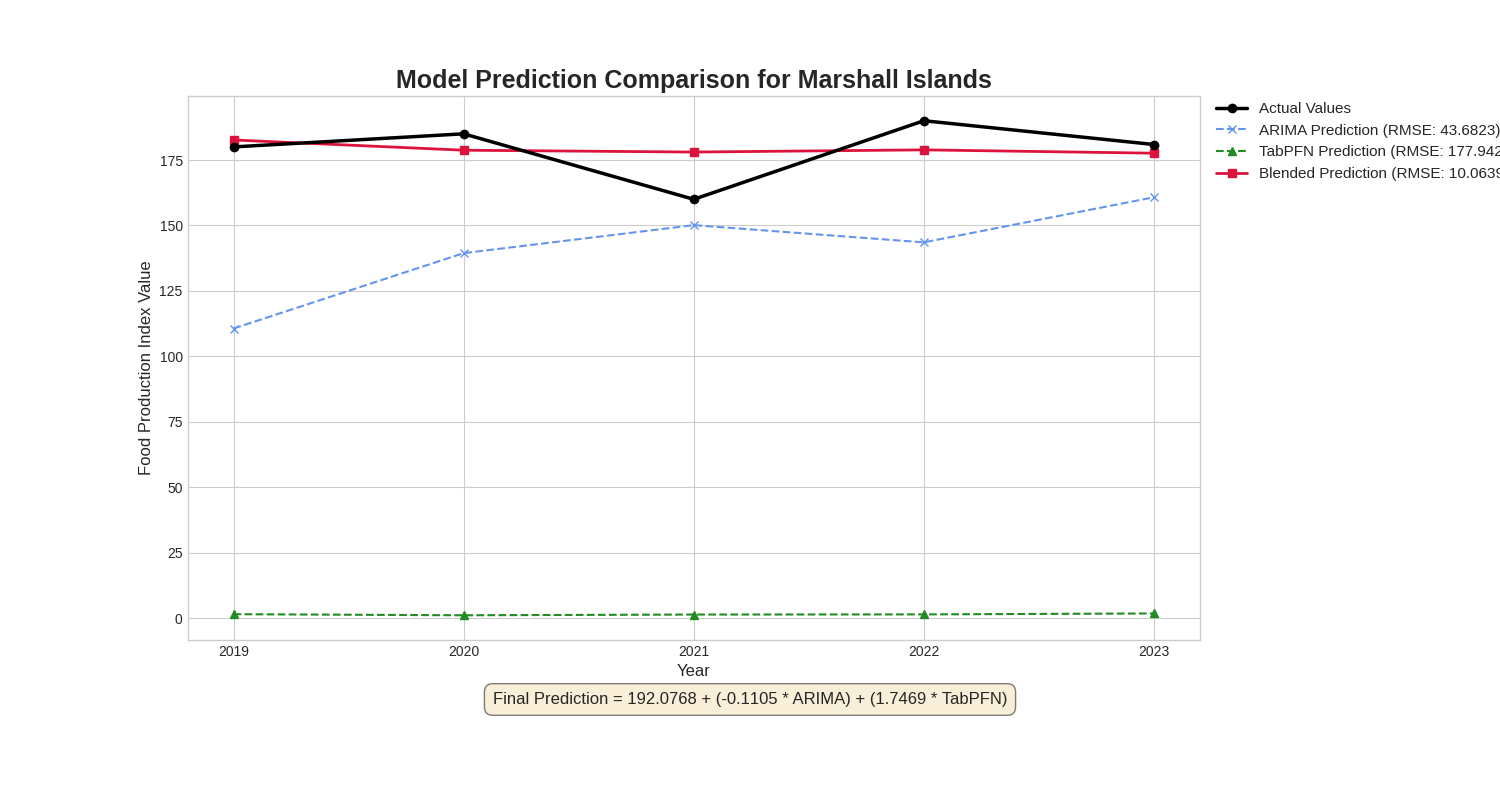 Model Prediction Comparison for Marshall Islands
Actual Values
ARIMA Prediction (RMSE: 43.6823)
TabPFN Prediction (RMSE: 177.942
Blended Prediction (RMSE: 10.0639
Food Production Index Value
175
150
125
100
75
50
25
0
2019 2020 2021 2022 2023
Year
Final Prediction = 192.0768 + (-0.1105 * ARIMA) + (1.7469 * TabPFN)